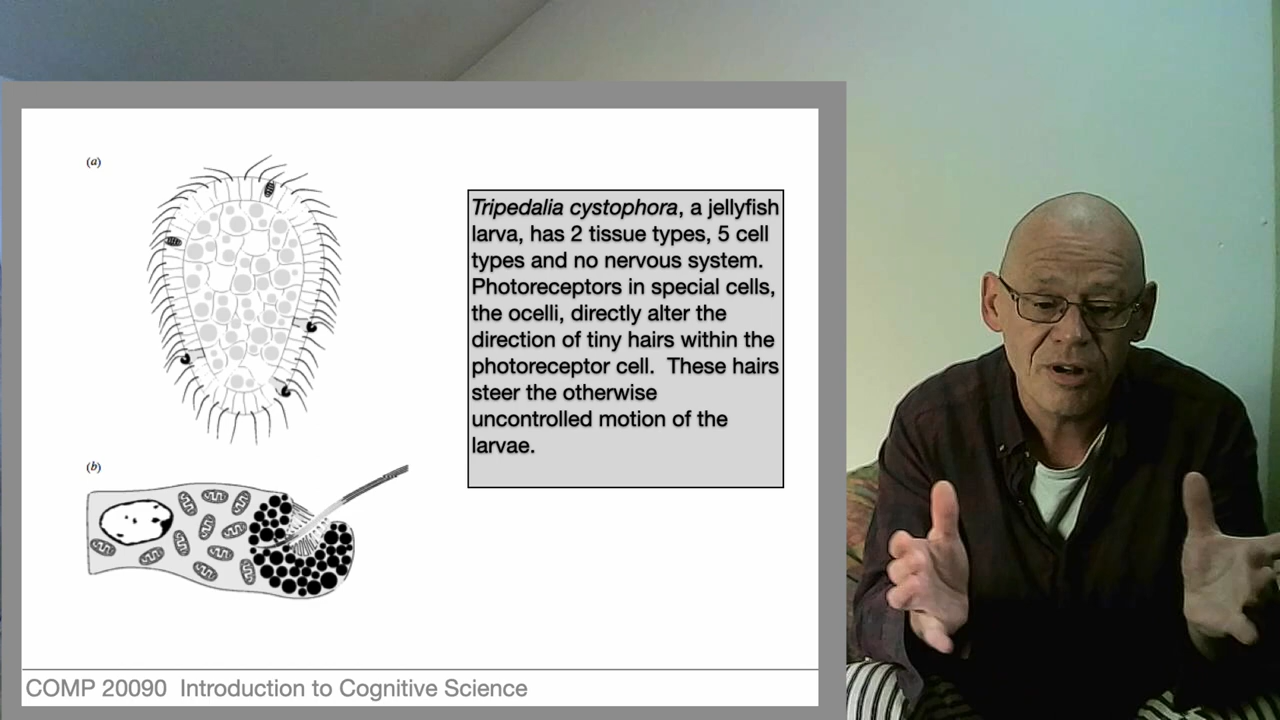 (a)
Tripedalia cystophora, a jellyfish
larva, has 2 tissue types, 5 cell
types and no nervous system.
Photoreceptors in special cells,
the ocelli, directly alter the
direction of tiny hairs within the
photoreceptor cell.  These hairs
steer the otherwise
uncontrolled motion of the
larvae.
(b)
COMP 20090  Introduction to Cognitive Science